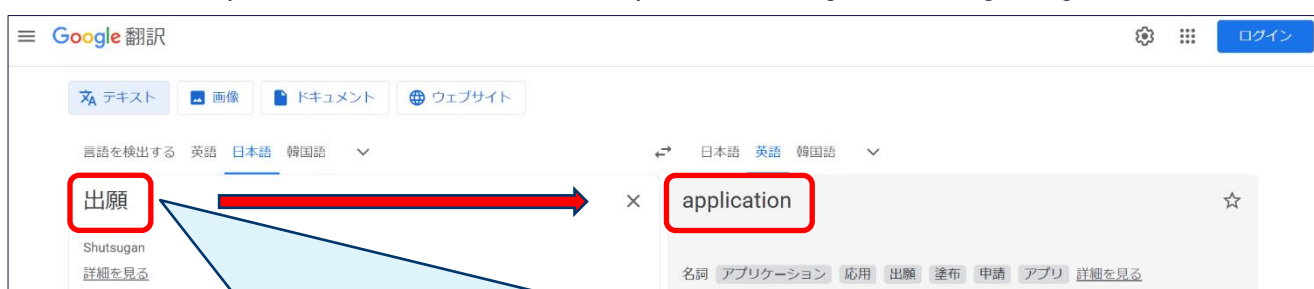 Google 翻訳
ログイン
テキスト 画像 ドキュメント ウェブサイト
言語を検出する 英語 日本語 韓国語
日本語 英語 韓国語
出願
application
Shutsugan
詳細を見る
名詞 アプリケーション 応用 出願 塗布 申請 アプリ 詳細を見る